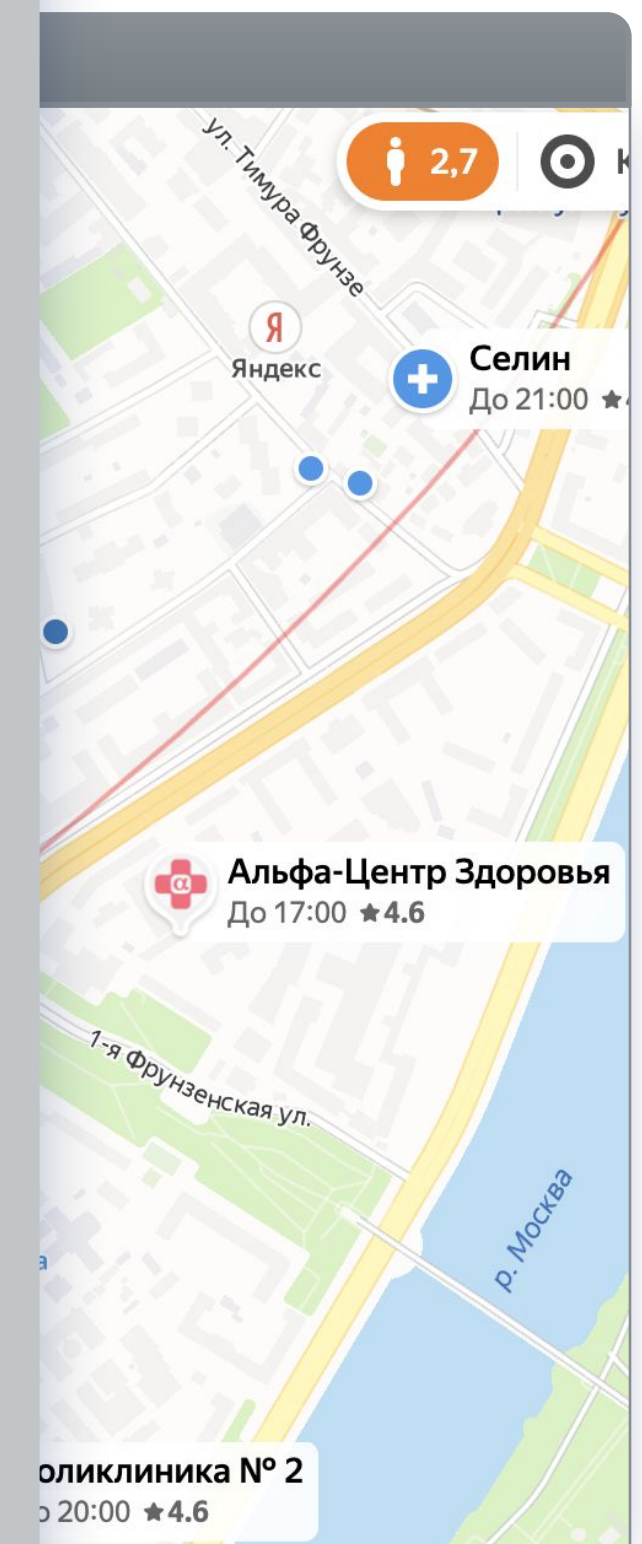 ул. Тимура Фрунзе
2,7
К
Я
Яндекс
Селин
До 21:00 ★
Альфа-Центр Здоровья
До 17:00 ★4.6
1-я Фрунзенская ул.
р. Москва
а
оликлиника № 2
о 20:00 ★4.6